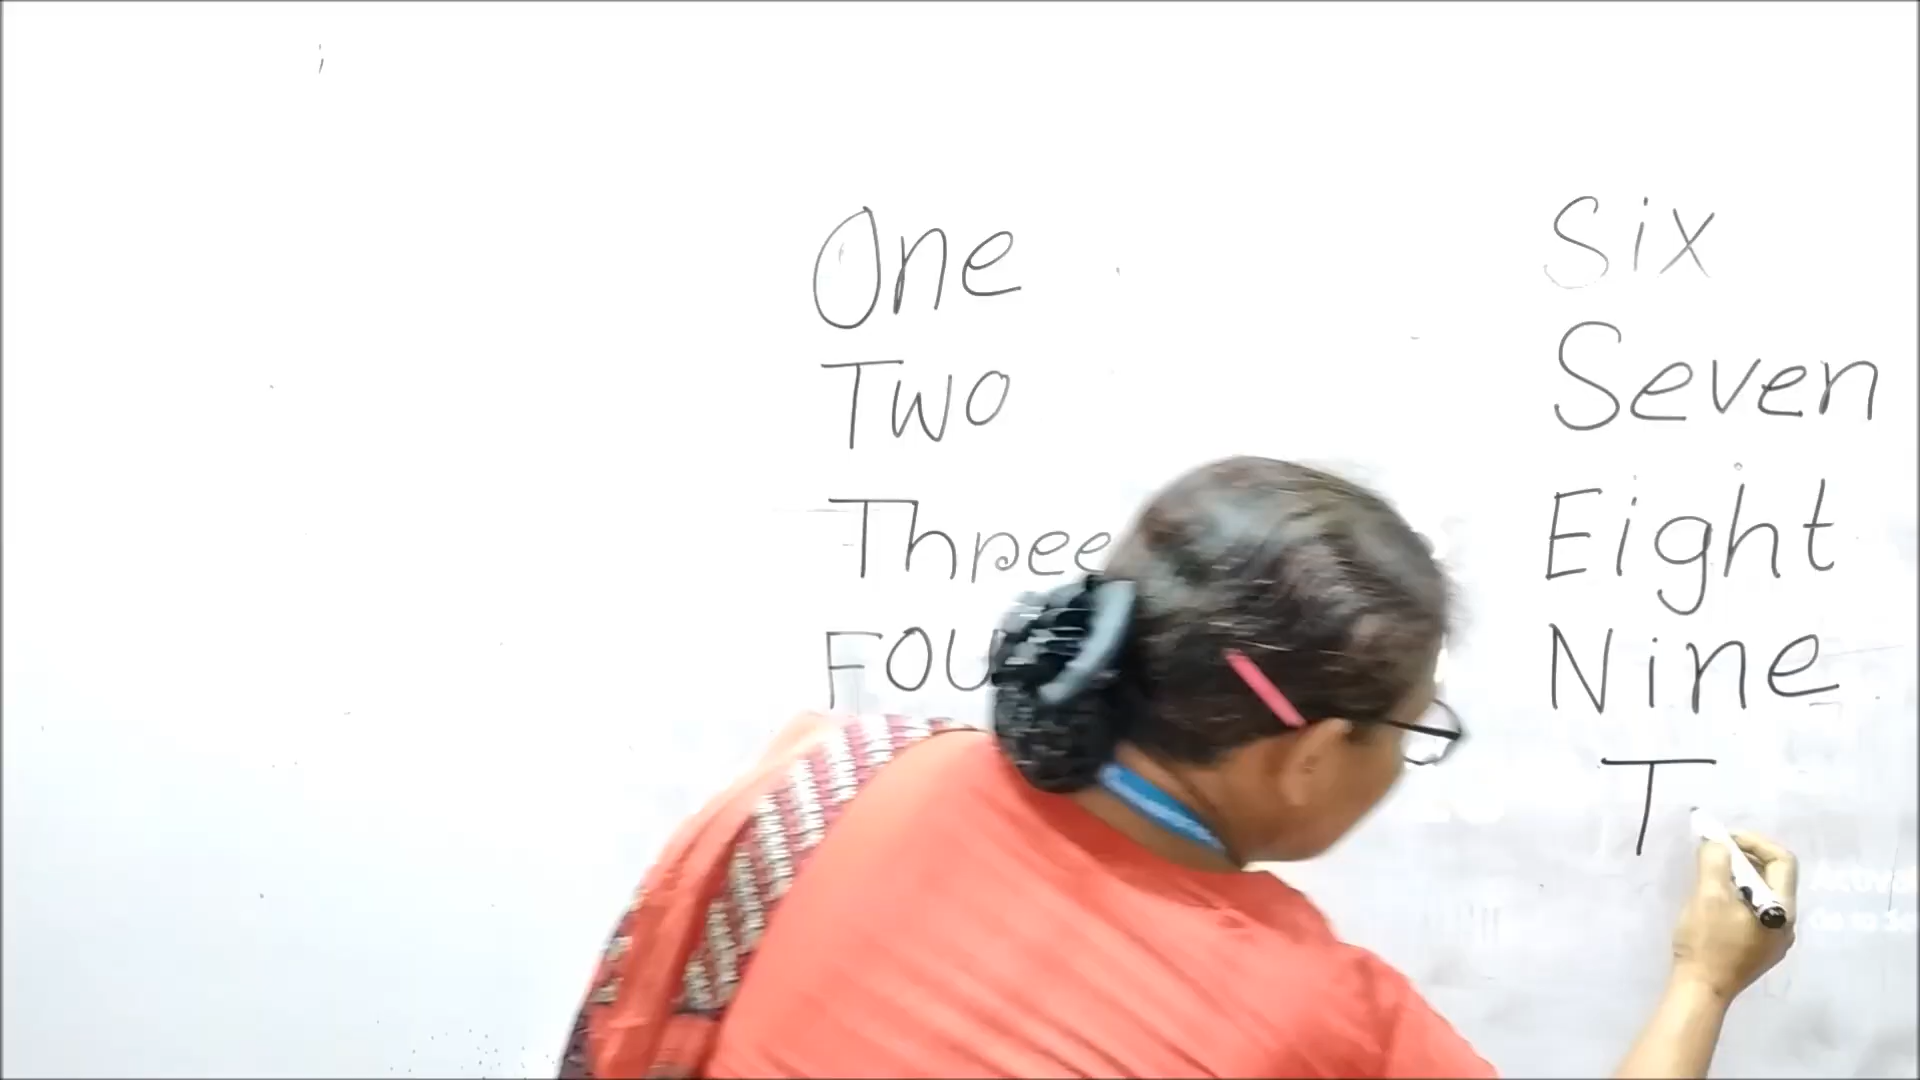 One
Two
Three
FOU
Six
Seven
Eight
Nine
T